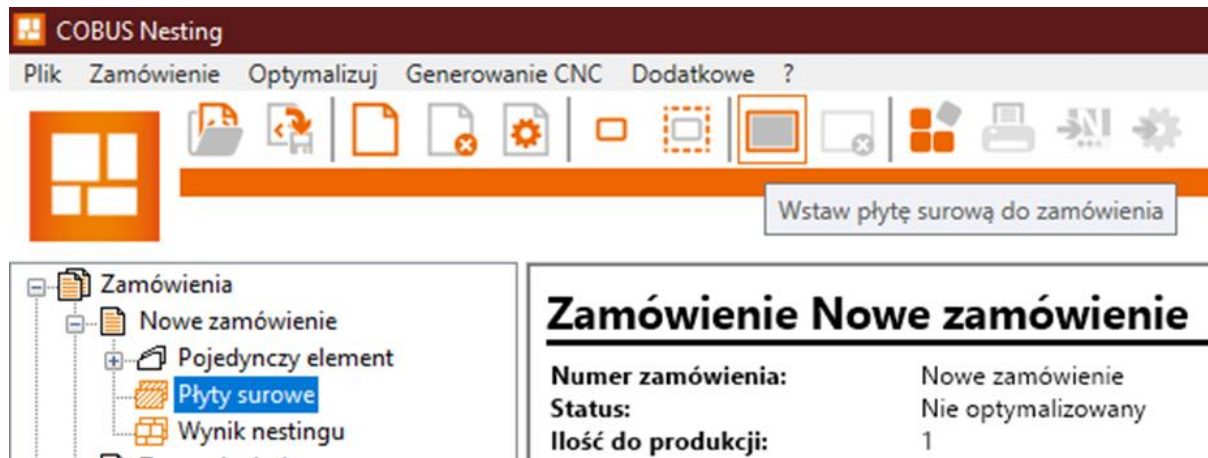 COBUS Nesting
Plik Zamówienie Optymalizuj Generowanie CNC Dodatkowe ?
Wstaw płytę surową do zamówienia
Zamówienia
Nowe zamówienie
Pojedynczy element
Płyty surowe
Wynik nestingu
Zamówienie Nowe zamówienie
Numer zamówienia: Nowe zamówienie
Status: Nie optymalizowany
Ilość do produkcji: 1